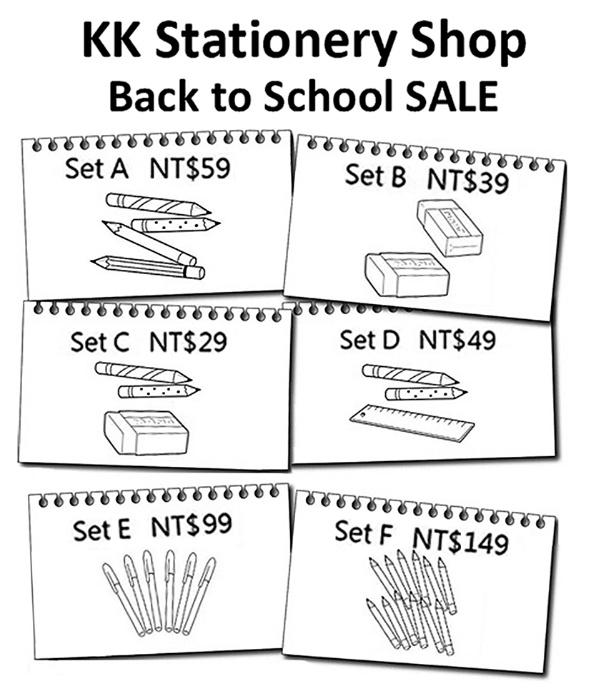 KK Stationery Shop
Back to School SALE
Set A NT$59
Set B NT$39
Set C NT$29
Set D NT$49
Set E NT$99
Set F NT$149